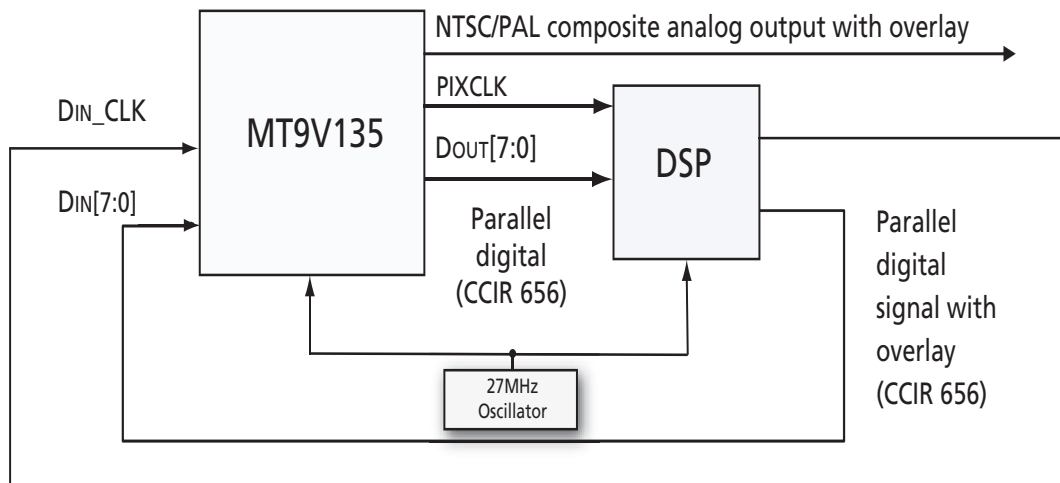 NTSC/PAL composite analog output with overlay
PIXCLK
DIN_CLK
MT9V135
DOUT[7:0]
DSP
DIN[7:0]
Parallel
digital
(CCIR 656)
Parallel
digital
signal with
overlay
(CCIR 656)
27MHz
Oscillator